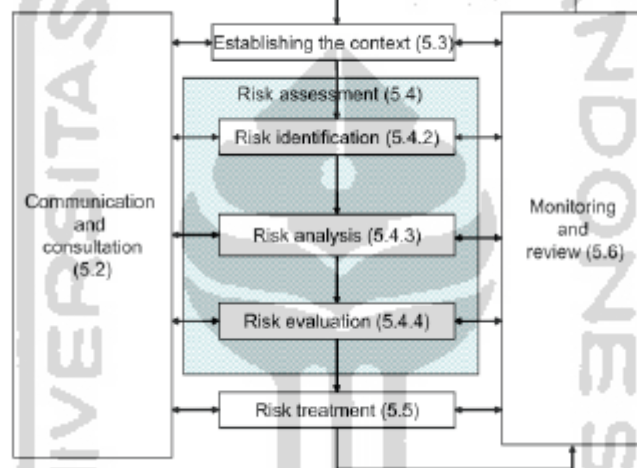 Establishing the context (5.3)
Risk assessment (5.4)
Risk identification (5.4.2)
Communication
and
consultation
(5.2)
Risk analysis (5.4.3)
Monitoring
and
review (5.6)
Risk evaluation (5.4.4)
Risk treatment (5.5)
IVERSITAS
NDONES